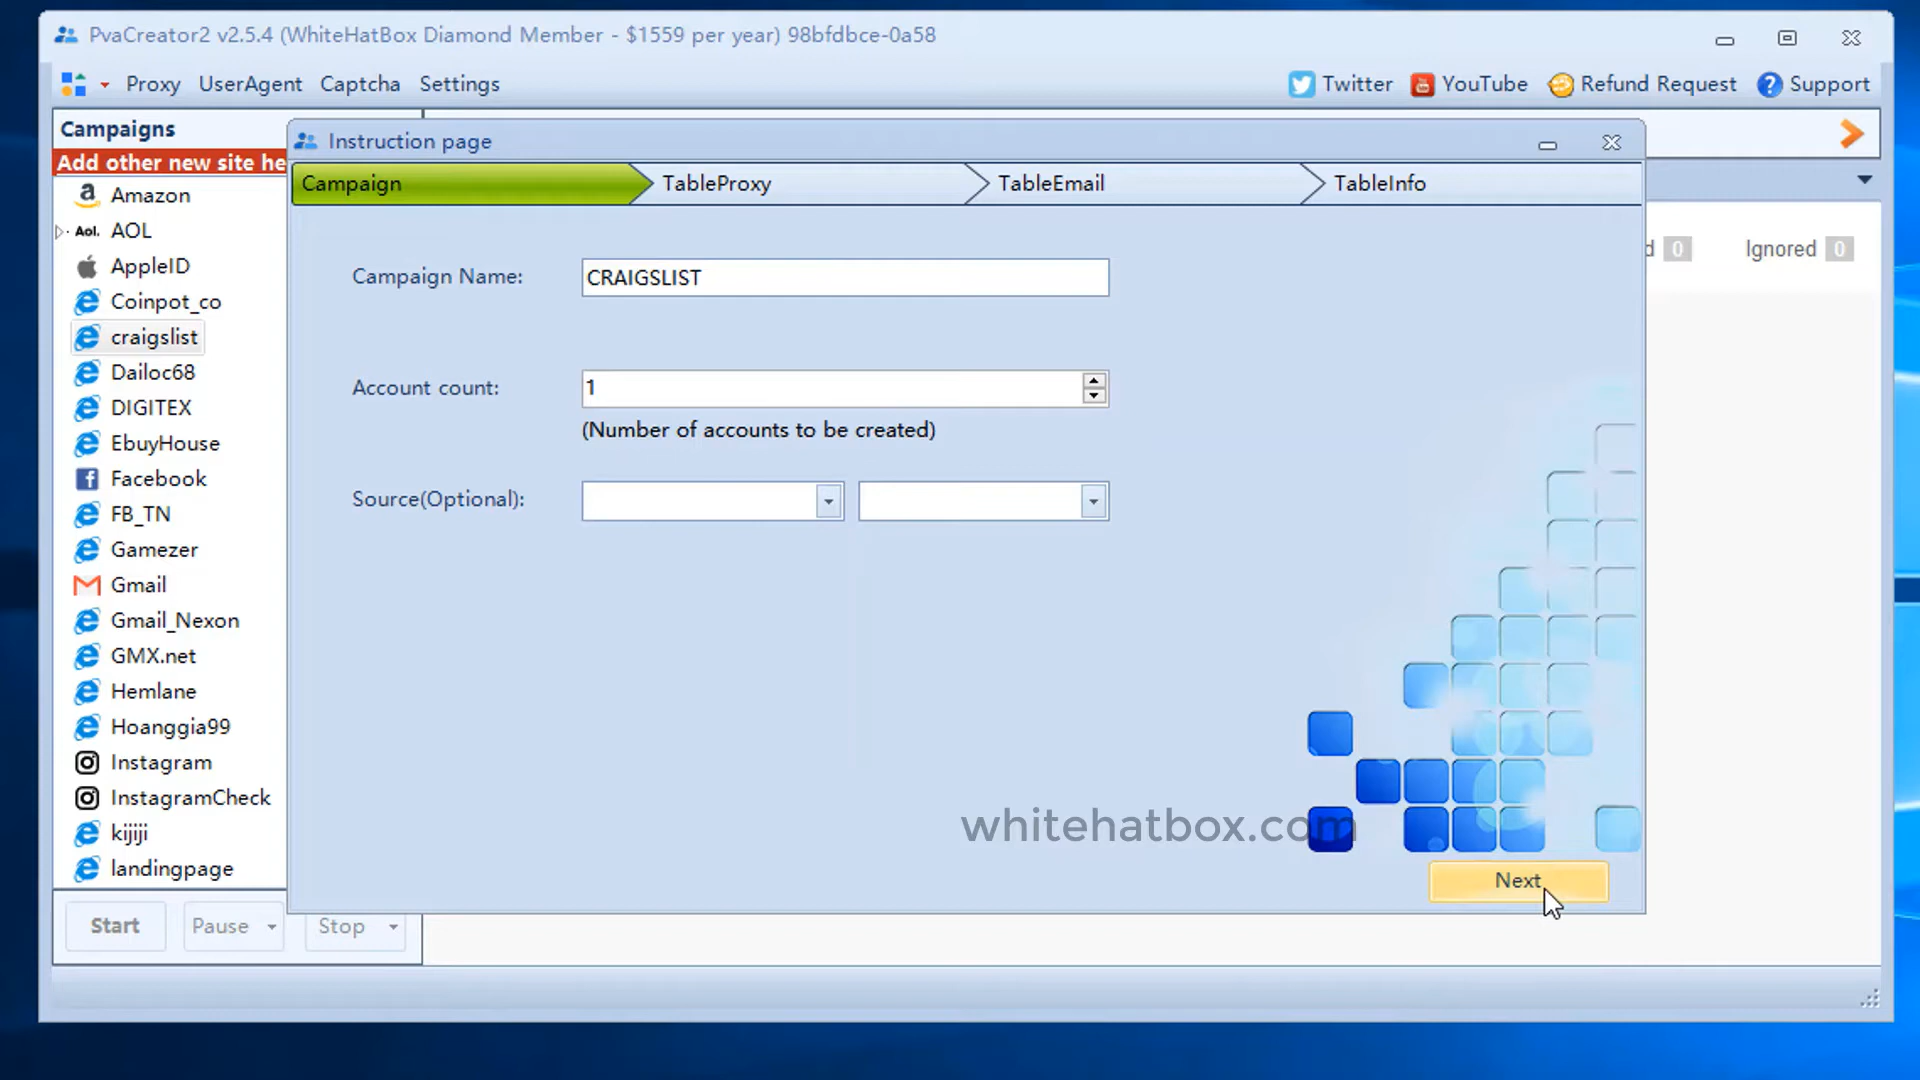 PvaCreator2 v2.5.4 (WhiteHatBox Diamond Member - $1559 per year) 98bfdbce-0a58
Proxy UserAgent Captcha Settings Twitter YouTube Refund Request Support
Campaigns
Add other new site he
Amazon
Aol. AOL
AppleID
Coinpot_co
craigslist
Dailoc68
DIGITEX
EbuyHouse
Facebook
FB_TN
Gamezer
Gmail
Gmail_Nexon
GMX.net
Hemlane
Hoanggia99
Instagram
InstagramCheck
kijiji
landingpage
Start Pause Stop
Instruction page
Campaign TableProxy TableEmail TableInfo
Campaign Name: CRAIGSLIST
Account count: 1
(Number of accounts to be created)
Source(Optional):
whitehatbox.com
Next
d 0 Ignored 0